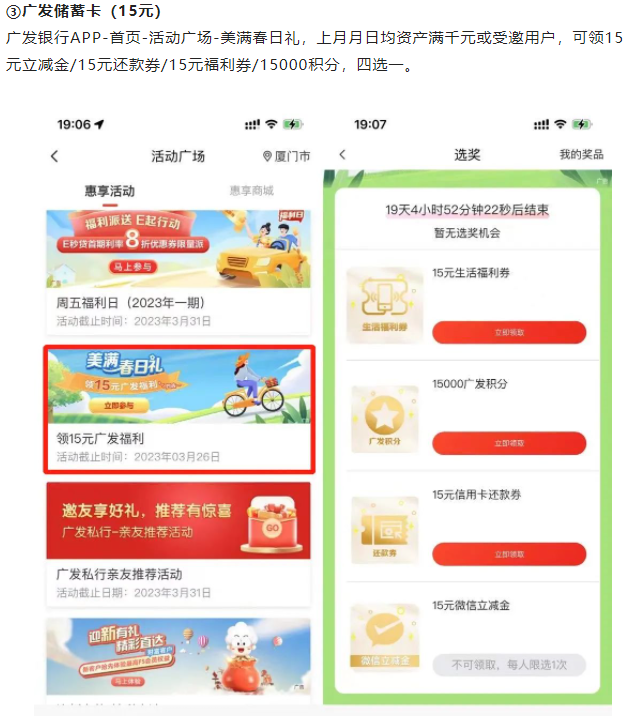 ③广发储蓄卡（15元）
广发银行APP-首页-活动广场-美满春日礼，上月月日均资产满千元或受邀用户，可领15
元立减金/15元还款券/15元福利券/15000积分，四选一。
19:06
活动广场
厦门市
惠享活动
惠享商城
福利日
福利派送 E起行动
E秒贷首期利率8折优惠券限量派
马上参与
周五福利日（2023年一期）
活动截止时间：2023年3月31日
美满春日礼
领15元广发福利
立即参与
领15元广发福利
活动截止时间：2023年03月26日
邀友享好礼，推荐有惊喜
广发私行-亲友推荐活动
GO
广发私行亲友推荐活动
活动截止日期：2023年3月31日
迎新有礼
精彩直达
马上体验
19:07
选奖
我的奖品
广告
19天4小时52分钟22秒后结束
暂无选奖机会
生活福利券
15元生活福利券
立即领取
广发积分
15000广发积分
立即领取
还款券
15元信用卡还款券
立即领取
微信立减金
15元微信立减金
不可领取，每人限选1次